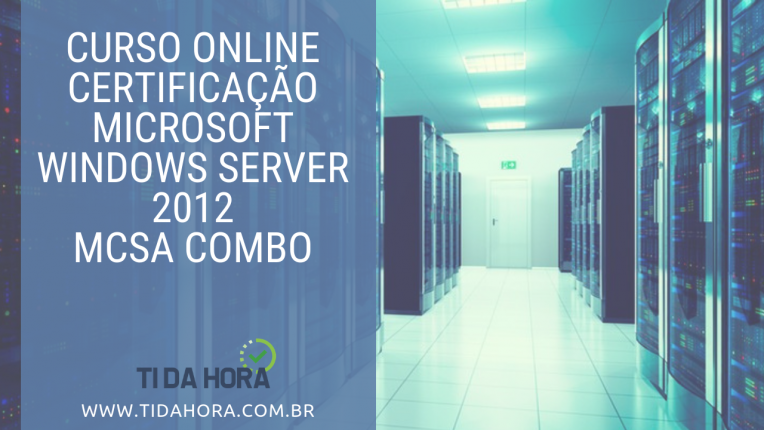 CURSO ONLINE
CERTIFICAÇÃO
MICROSOFT
WINDOWS SERVER
2012
MCSA COMBO
TI DA HORA
WWW.TIDAHORA.COM.BR